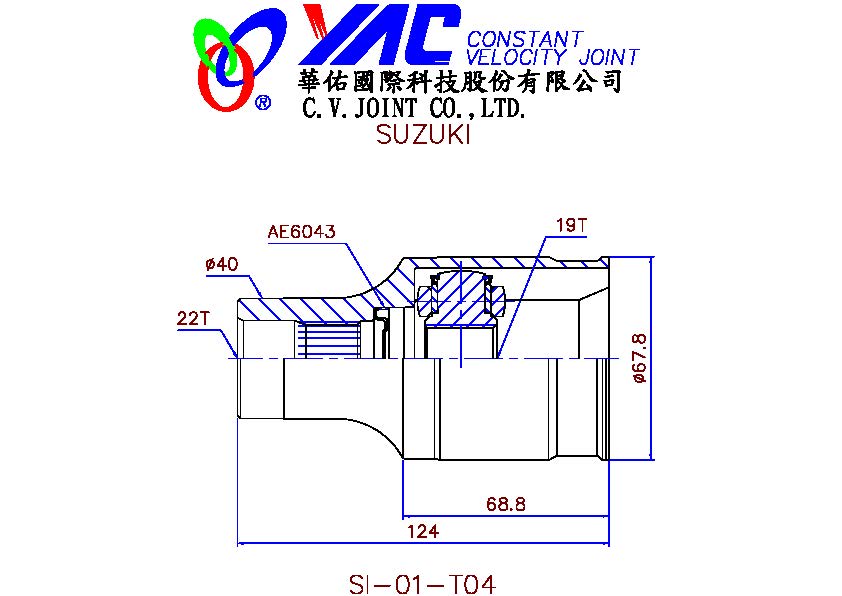 YAC CONSTANT
VELOCITY JOINT
®
華佑國際科技股份有限公司
C.V.JOINT CO.,LTD.
SUZUKI
19T
AE6043
ø40
22T
ø67.8
68.8
124
SI-01-T04